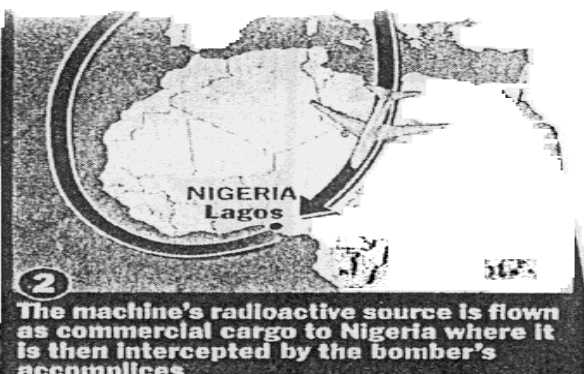 NIGERIA
Lagos
2
The machine's radioactive source is flown
as commercial cargo to Nigeria where it
is then intercepted by the bomber's
accomplices